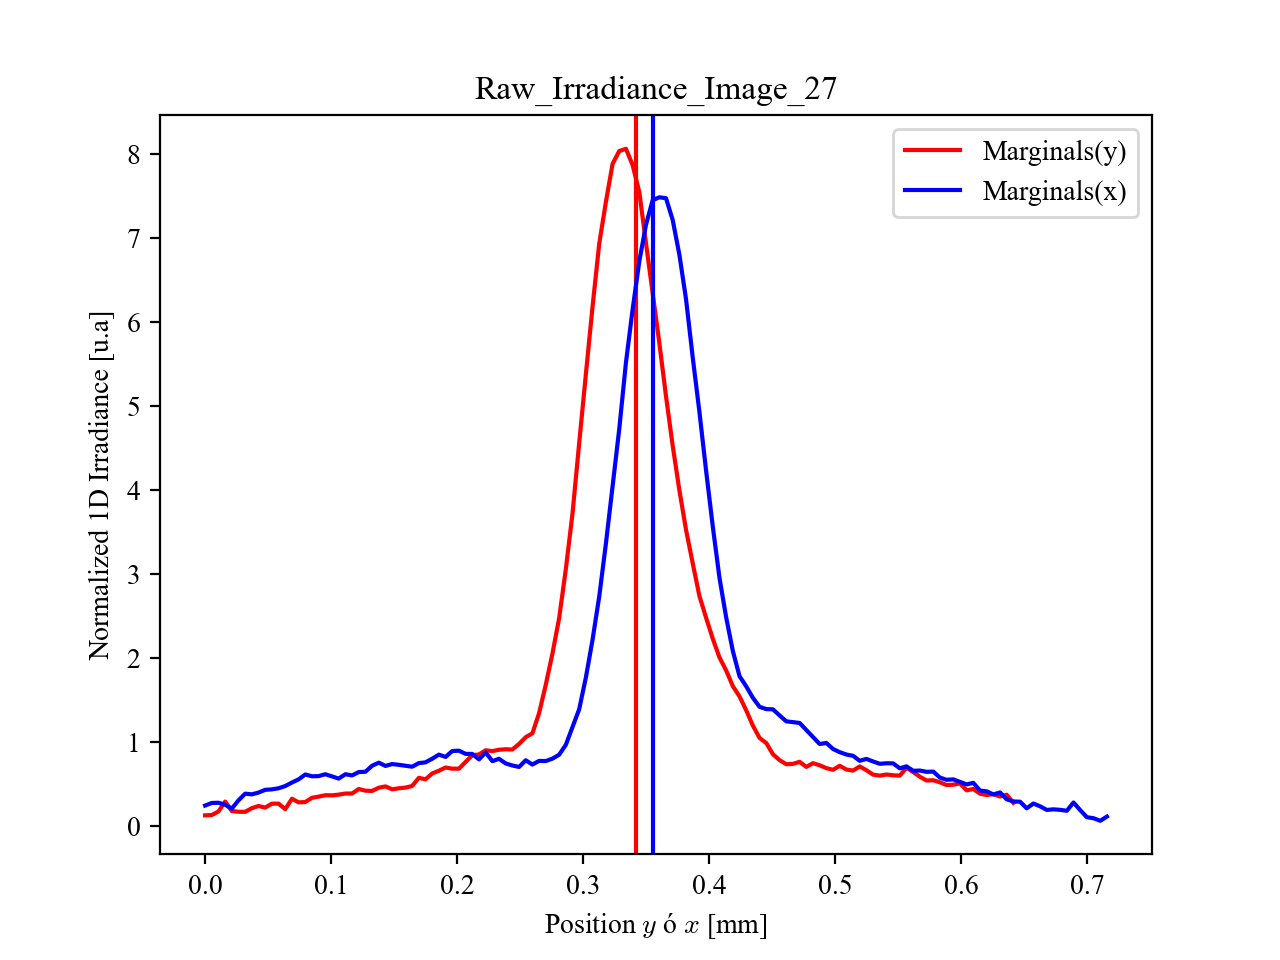 Raw_Irradiance_Image_27
Marginals(y)
Marginals(x)
Normalized 1D Irradiance [u.a]
8
7
6
5
4
3
2
1
0
0.0 0.1 0.2 0.3 0.4 0.5 0.6 0.7
Position y ó x [mm]